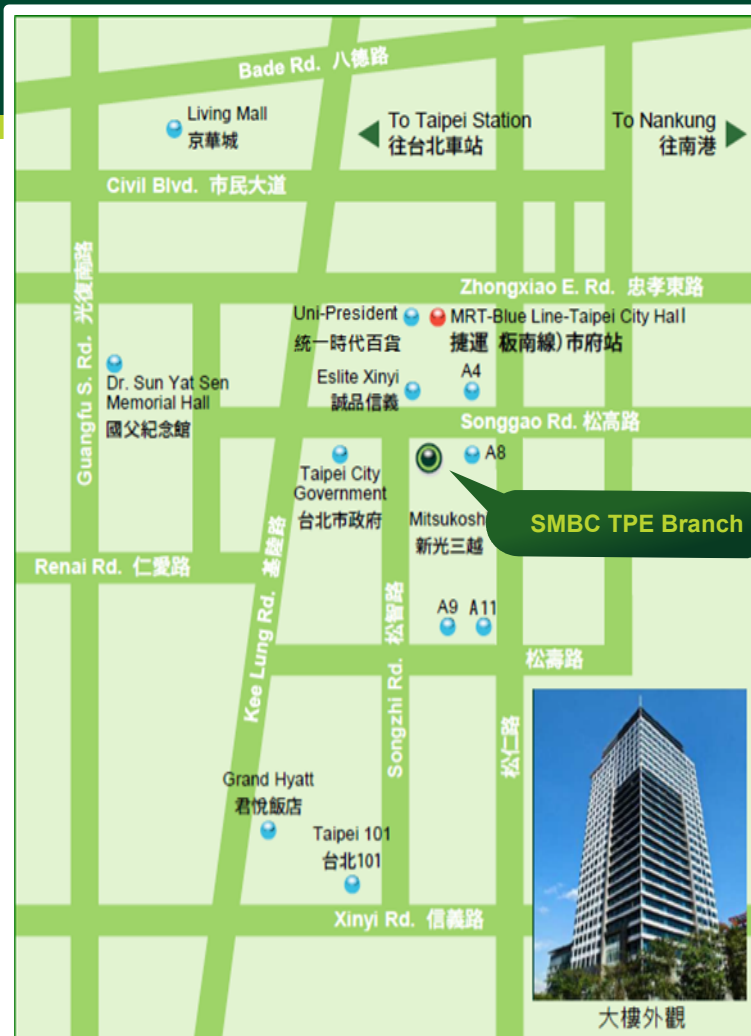 Bade Rd. 八德路
Living Mall
京華城
To Taipei Station
往台北車站
To Nankung
往南港
Civil Blvd. 市民大道
Guangfu S. Rd. 光復南路
Zhongxiao E. Rd. 忠孝東路
Uni-President
統一時代百貨
MRT-Blue Line-Taipei City Hall
捷運 板南線)市府站
Dr. Sun Yat Sen
Memorial Hall
國父紀念館
Eslite Xinyi
誠品信義
A4
Songgao Rd. 松高路
Taipei City
Government
台北市政府
A8
Mitsukosh
新光三越
SMBC TPE Branch
Renai Rd. 仁愛路
Kee Lung Rd. 基隆路
A9
A11
Songzhi Rd. 松智路
松壽路
松仁路
Grand Hyatt
君悅飯店
Taipei 101
台北101
Xinyi Rd. 信義路
大樓外觀